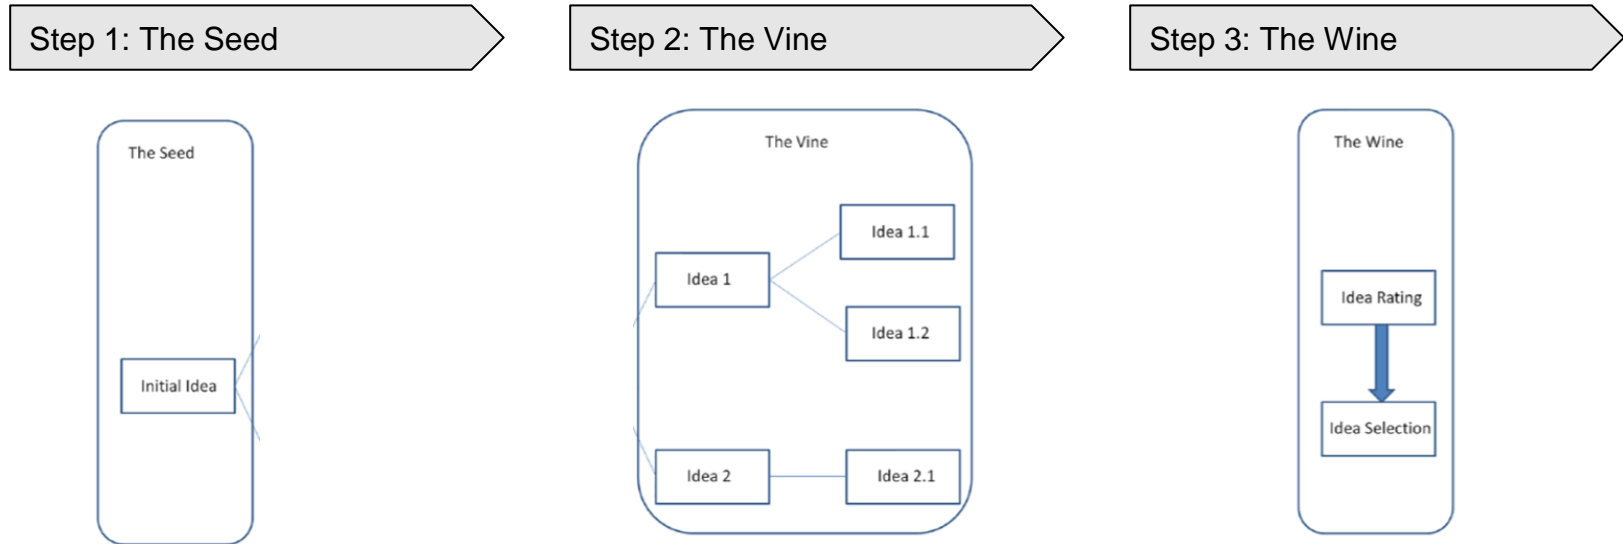 Step 1: The Seed
Step 2: The Vine
Step 3: The Wine
The Seed
Initial Idea
The Vine
Idea 1
Idea 1.1
Idea 1.2
Idea 2
Idea 2.1
The Wine
Idea Rating
Idea Selection